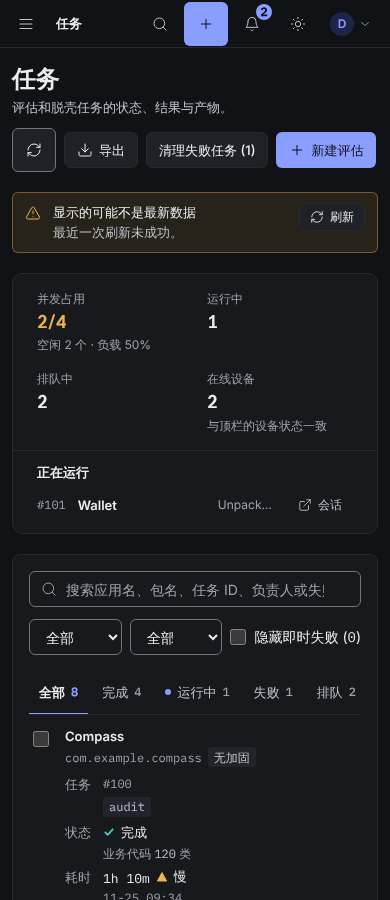 任务
2
D
任务
评估和脱壳任务的状态、结果与产物。
导出
清理失败任务 (1)
新建评估
显示的可能不是最新数据
最近一次刷新未成功。
刷新
并发占用
2/4
空闲 2 个 · 负载 50%
运行中
1
排队中
2
在线设备
2
与顶栏的设备状态一致
正在运行
#101 Wallet Unpack... 会话
搜索应用名、包名、任务 ID、负责人或失
全部 全部 隐藏即时失败 (0)
全部 8 完成 4 运行中 1 失败 1 排队 2
Compass
com.example.compass 无加固
任务 #100
audit
状态 完成
业务代码 120 类
耗时 1h 10m 慢
11-25 09:34